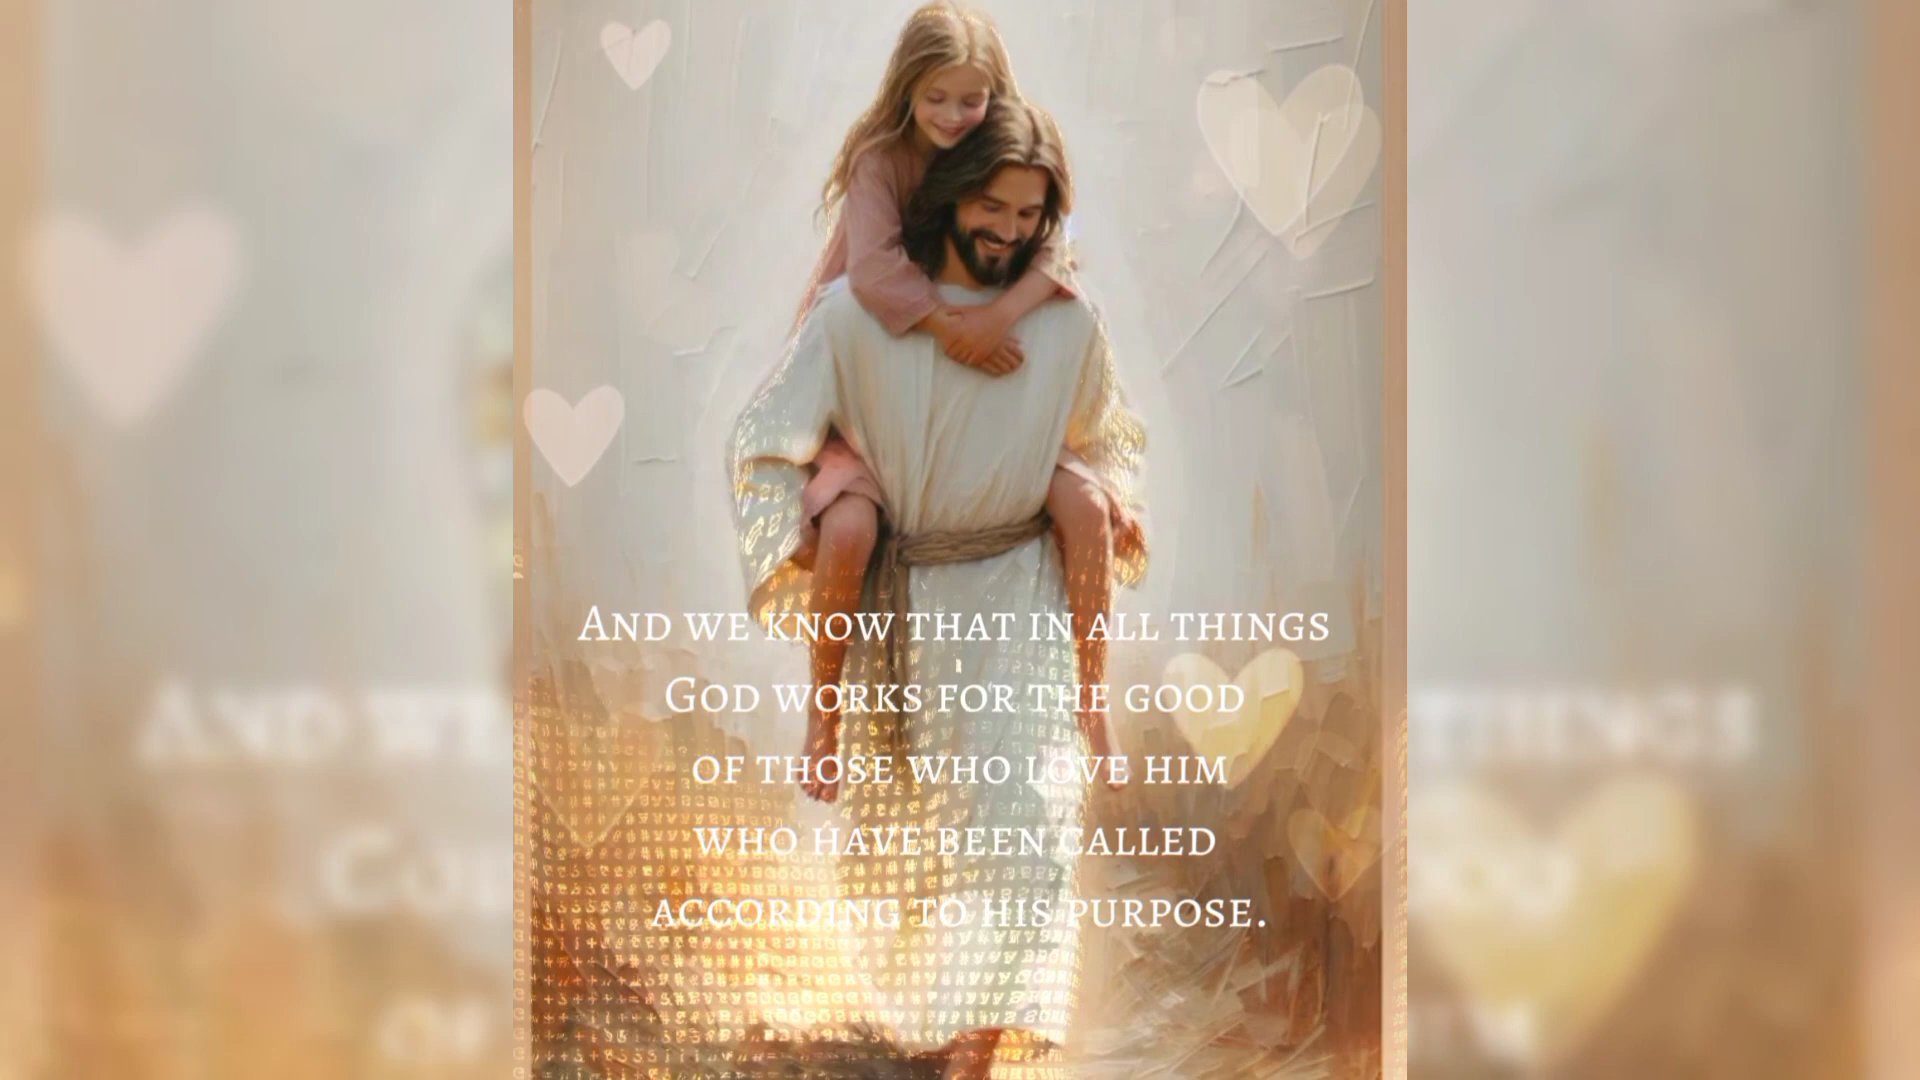 And we know that in all things
God works for the good
of those who love him
who have been called
according to his purpose.